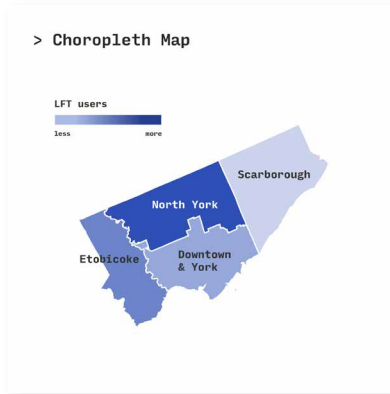 > Choropleth Map
LFT users
less more
Scarborough
North York
Etobicoke
Downtown
& York